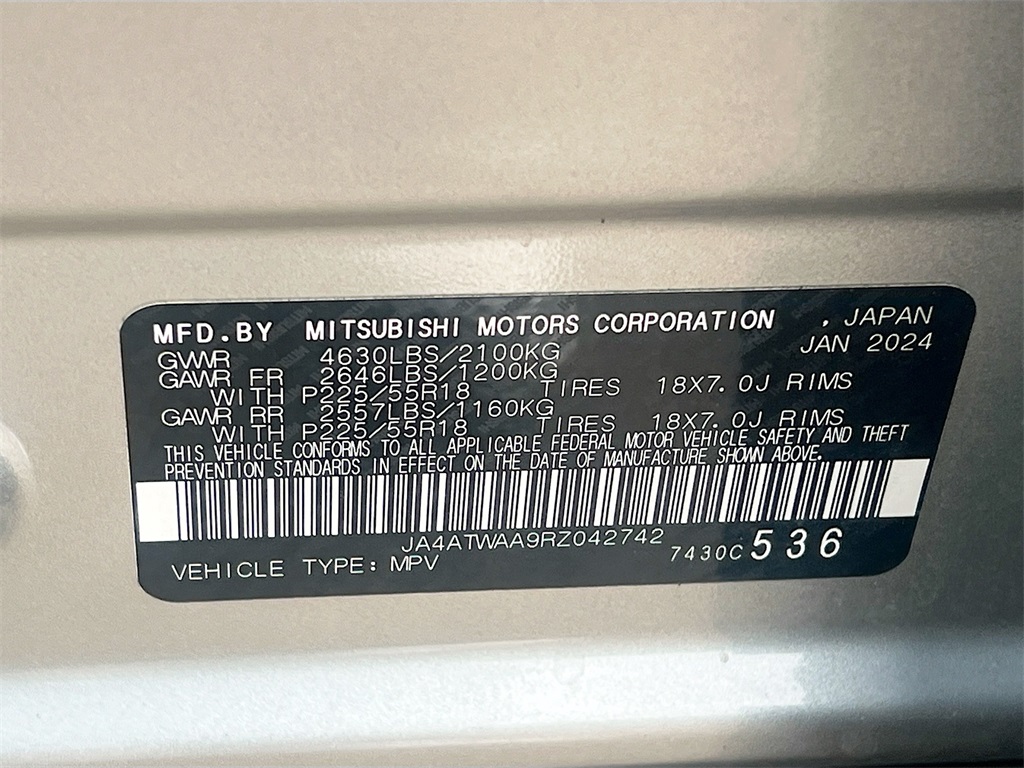 MFD.BY MITSUBISHI MOTORS CORPORATION , JAPAN
GVWR 4630LBS/2100KG JAN 2024
GAWR FR 2646LBS/1200KG
WITH P225/55R18 TIRES 18X7.0J RIMS
GAWR RR 2557LBS/1160KG
WITH P225/55R18 TIRES 18X7.0J RIMS
THIS VEHICLE CONFORMS TO ALL APPLICABLE FEDERAL MOTOR VEHICLE SAFETY AND THEFT
PREVENTION STANDARDS IN EFFECT ON THE DATE OF MANUFACTURE SHOWN ABOVE.
JA4ATWAA9RZ042742
VEHICLE TYPE: MPV 7430C 536